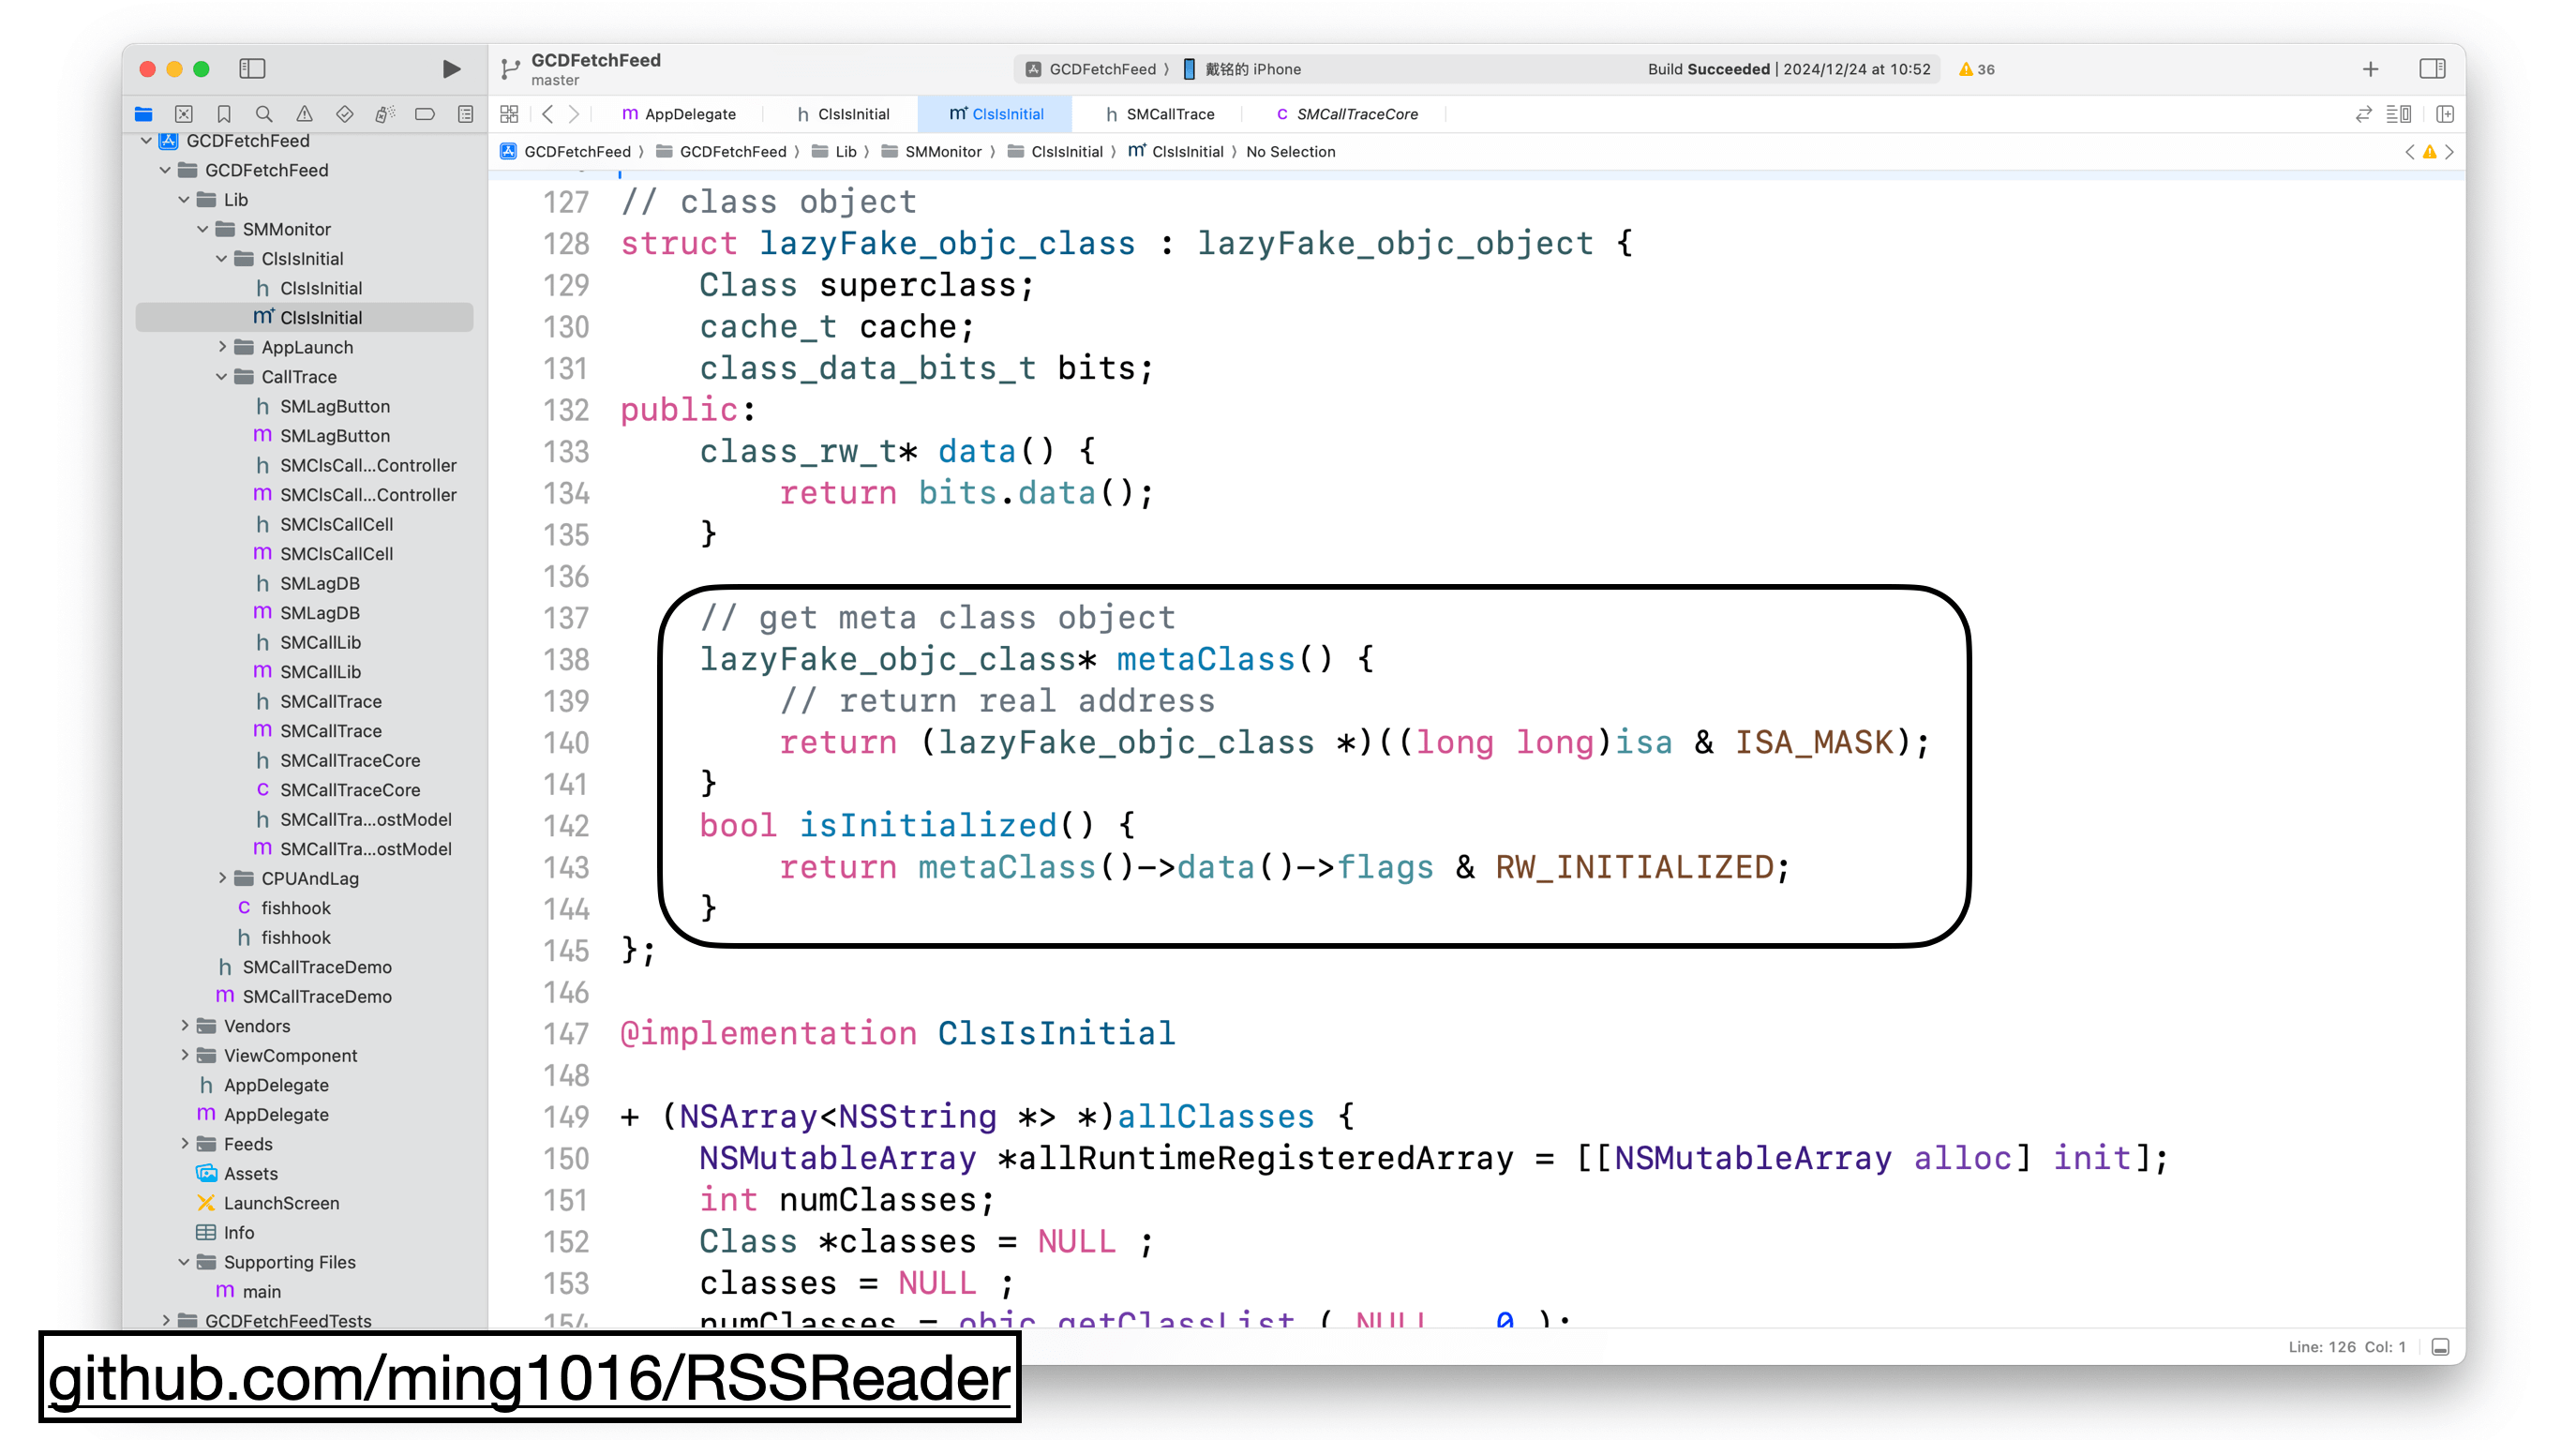 GCDFetchFeed
master
GCDFetchFeed 〉 戴铭的 iPhone
Build Succeeded | 2024/12/24 at 10:52
36
AppDelegate
h ClsIsInitial
m ClsIsInitial
h SMCallTrace
C SMCallTraceCore
GCDFetchFeed 〉 GCDFetchFeed 〉 Lib 〉 SMMonitor 〉 ClsIsInitial 〉 ClsIsInitial 〉 No Selection
GCDFetchFeed
GCDFetchFeed
Lib
SMMonitor
ClsIsInitial
h ClsIsInitial
m ClsIsInitial
AppLaunch
CallTrace
h SMLagButton
m SMLagButton
h SMClsCall...Controller
m SMClsCall...Controller
h SMClsCallCell
m SMClsCallCell
h SMLagDB
m SMLagDB
h SMCallLib
m SMCallLib
h SMCallTrace
m SMCallTrace
h SMCallTraceCore
C SMCallTraceCore
h SMCallTra...ostModel
m SMCallTra...ostModel
CPUAndLag
C fishhook
h fishhook
h SMCallTraceDemo
m SMCallTraceDemo
Vendors
ViewComponent
h AppDelegate
m AppDelegate
Feeds
Assets
LaunchScreen
Info
Supporting Files
m main
GCDFetchFeedTests
127 // class object
128 struct lazyFake_objc_class : lazyFake_objc_object {
129 Class superclass;
130 cache_t cache;
131 class_data_bits_t bits;
132 public:
133 class_rw_t* data() {
134 return bits.data();
135 }
136
137 // get meta class object
138 lazyFake_objc_class* metaClass() {
139 // return real address
140 return (lazyFake_objc_class *)((long long)isa & ISA_MASK);
141 }
142 bool isInitialized() {
143 return metaClass()->data()->flags & RW_INITIALIZED;
144 }
145 };
146
147 @implementation ClsIsInitial
148
149 + (NSArray<NSString *> *)allClasses {
150 NSMutableArray *allRuntimeRegisteredArray = [[NSMutableArray alloc] init];
151 int numClasses;
152 Class *classes = NULL ;
153 classes = NULL ;
154 numClasses = objc_getClassList ( NULL , 0 );
Line: 126 Col: 1
github.com/ming1016/RSSReader